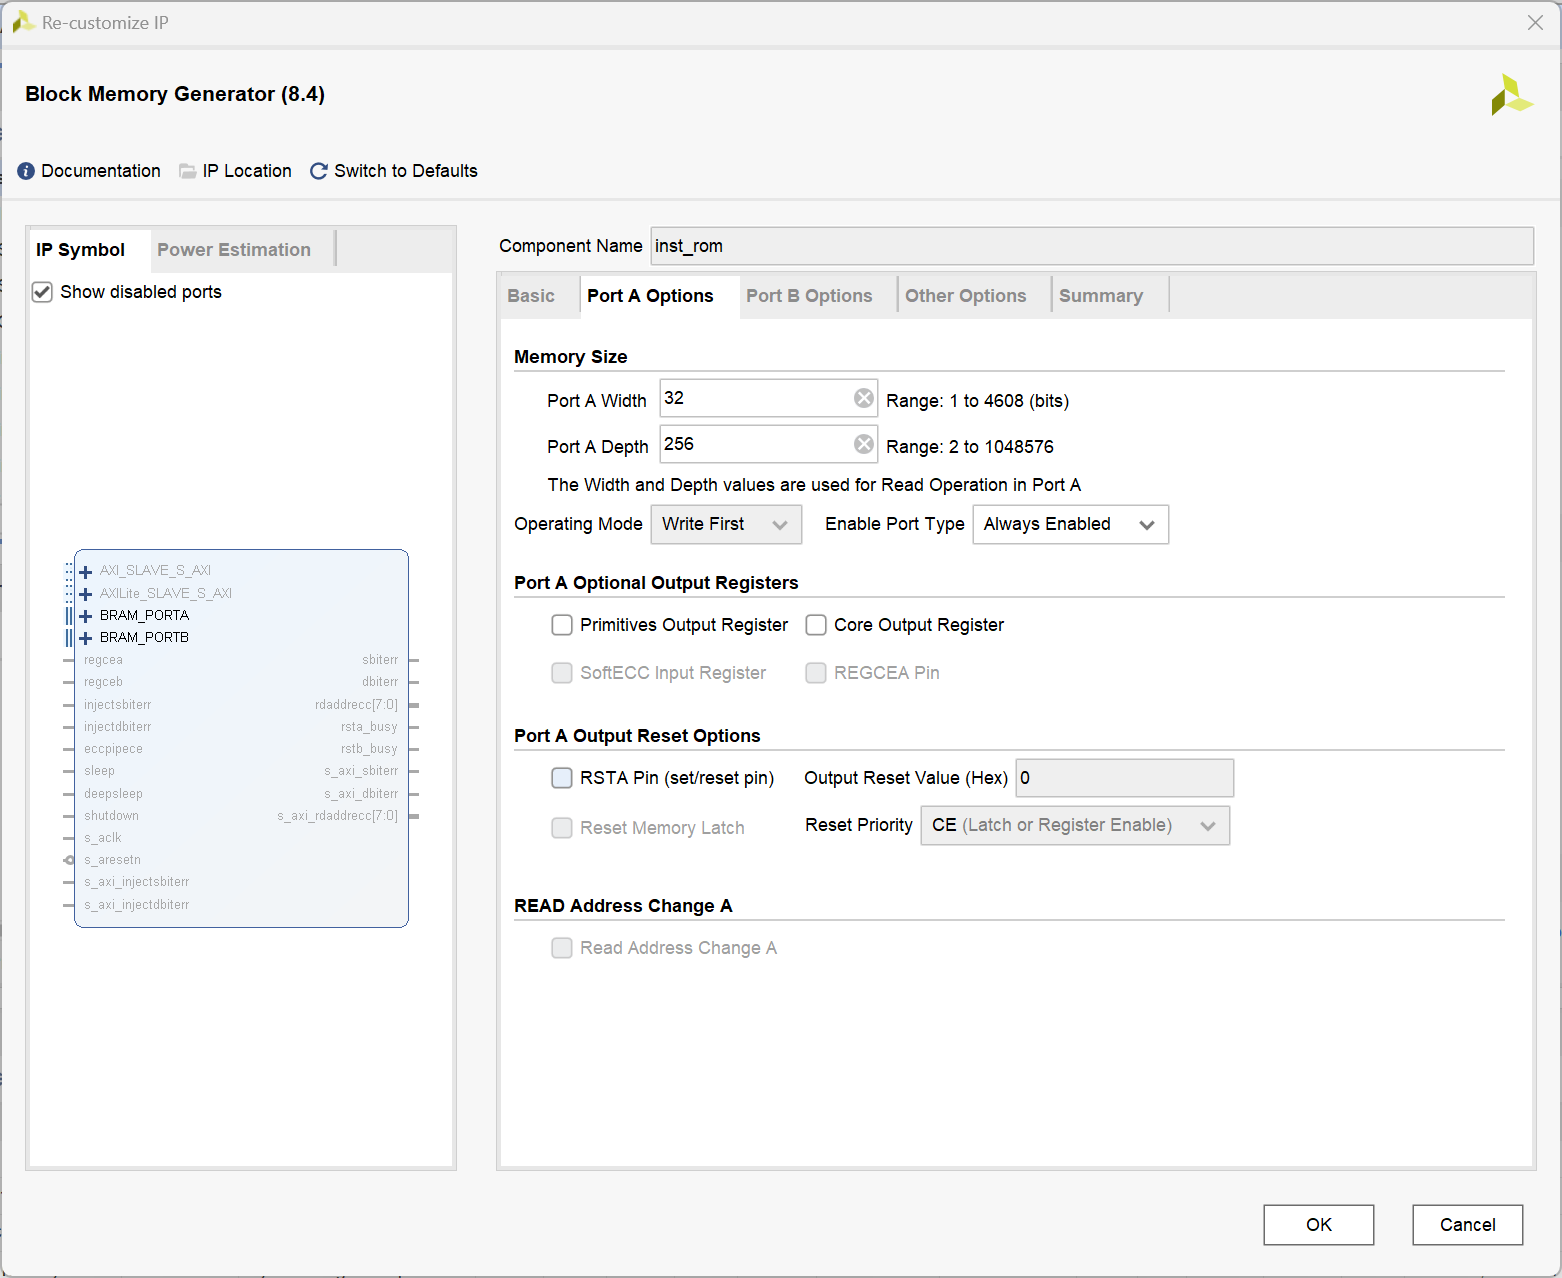 Re-customize IP
Block Memory Generator (8.4)
Documentation IP Location Switch to Defaults
IP Symbol Power Estimation
Show disabled ports
AXI_SLAVE_S_AXI
AXILite_SLAVE_S_AXI
BRAM_PORTA
BRAM_PORTB
regcea sbiterr
regceb dbiterr
injectsbiterr rdaddrecc[7:0]
injectdbiterr rsta_busy
eccpipece rstb_busy
sleep s_axi_sbiterr
deepsleep s_axi_dbiterr
shutdown s_axi_rdaddrecc[7:0]
s_aclk
s_aresetn
s_axi_injectsbiterr
s_axi_injectdbiterr
Component Name inst_rom
Basic Port A Options Port B Options Other Options Summary
Memory Size
Port A Width 32 Range: 1 to 4608 (bits)
Port A Depth 256 Range: 2 to 1048576
The Width and Depth values are used for Read Operation in Port A
Operating Mode Write First Enable Port Type Always Enabled
Port A Optional Output Registers
Primitives Output Register Core Output Register
SoftECC Input Register REGCEA Pin
Port A Output Reset Options
RSTA Pin (set/reset pin) Output Reset Value (Hex) 0
Reset Memory Latch Reset Priority CE (Latch or Register Enable)
READ Address Change A
Read Address Change A
OK Cancel